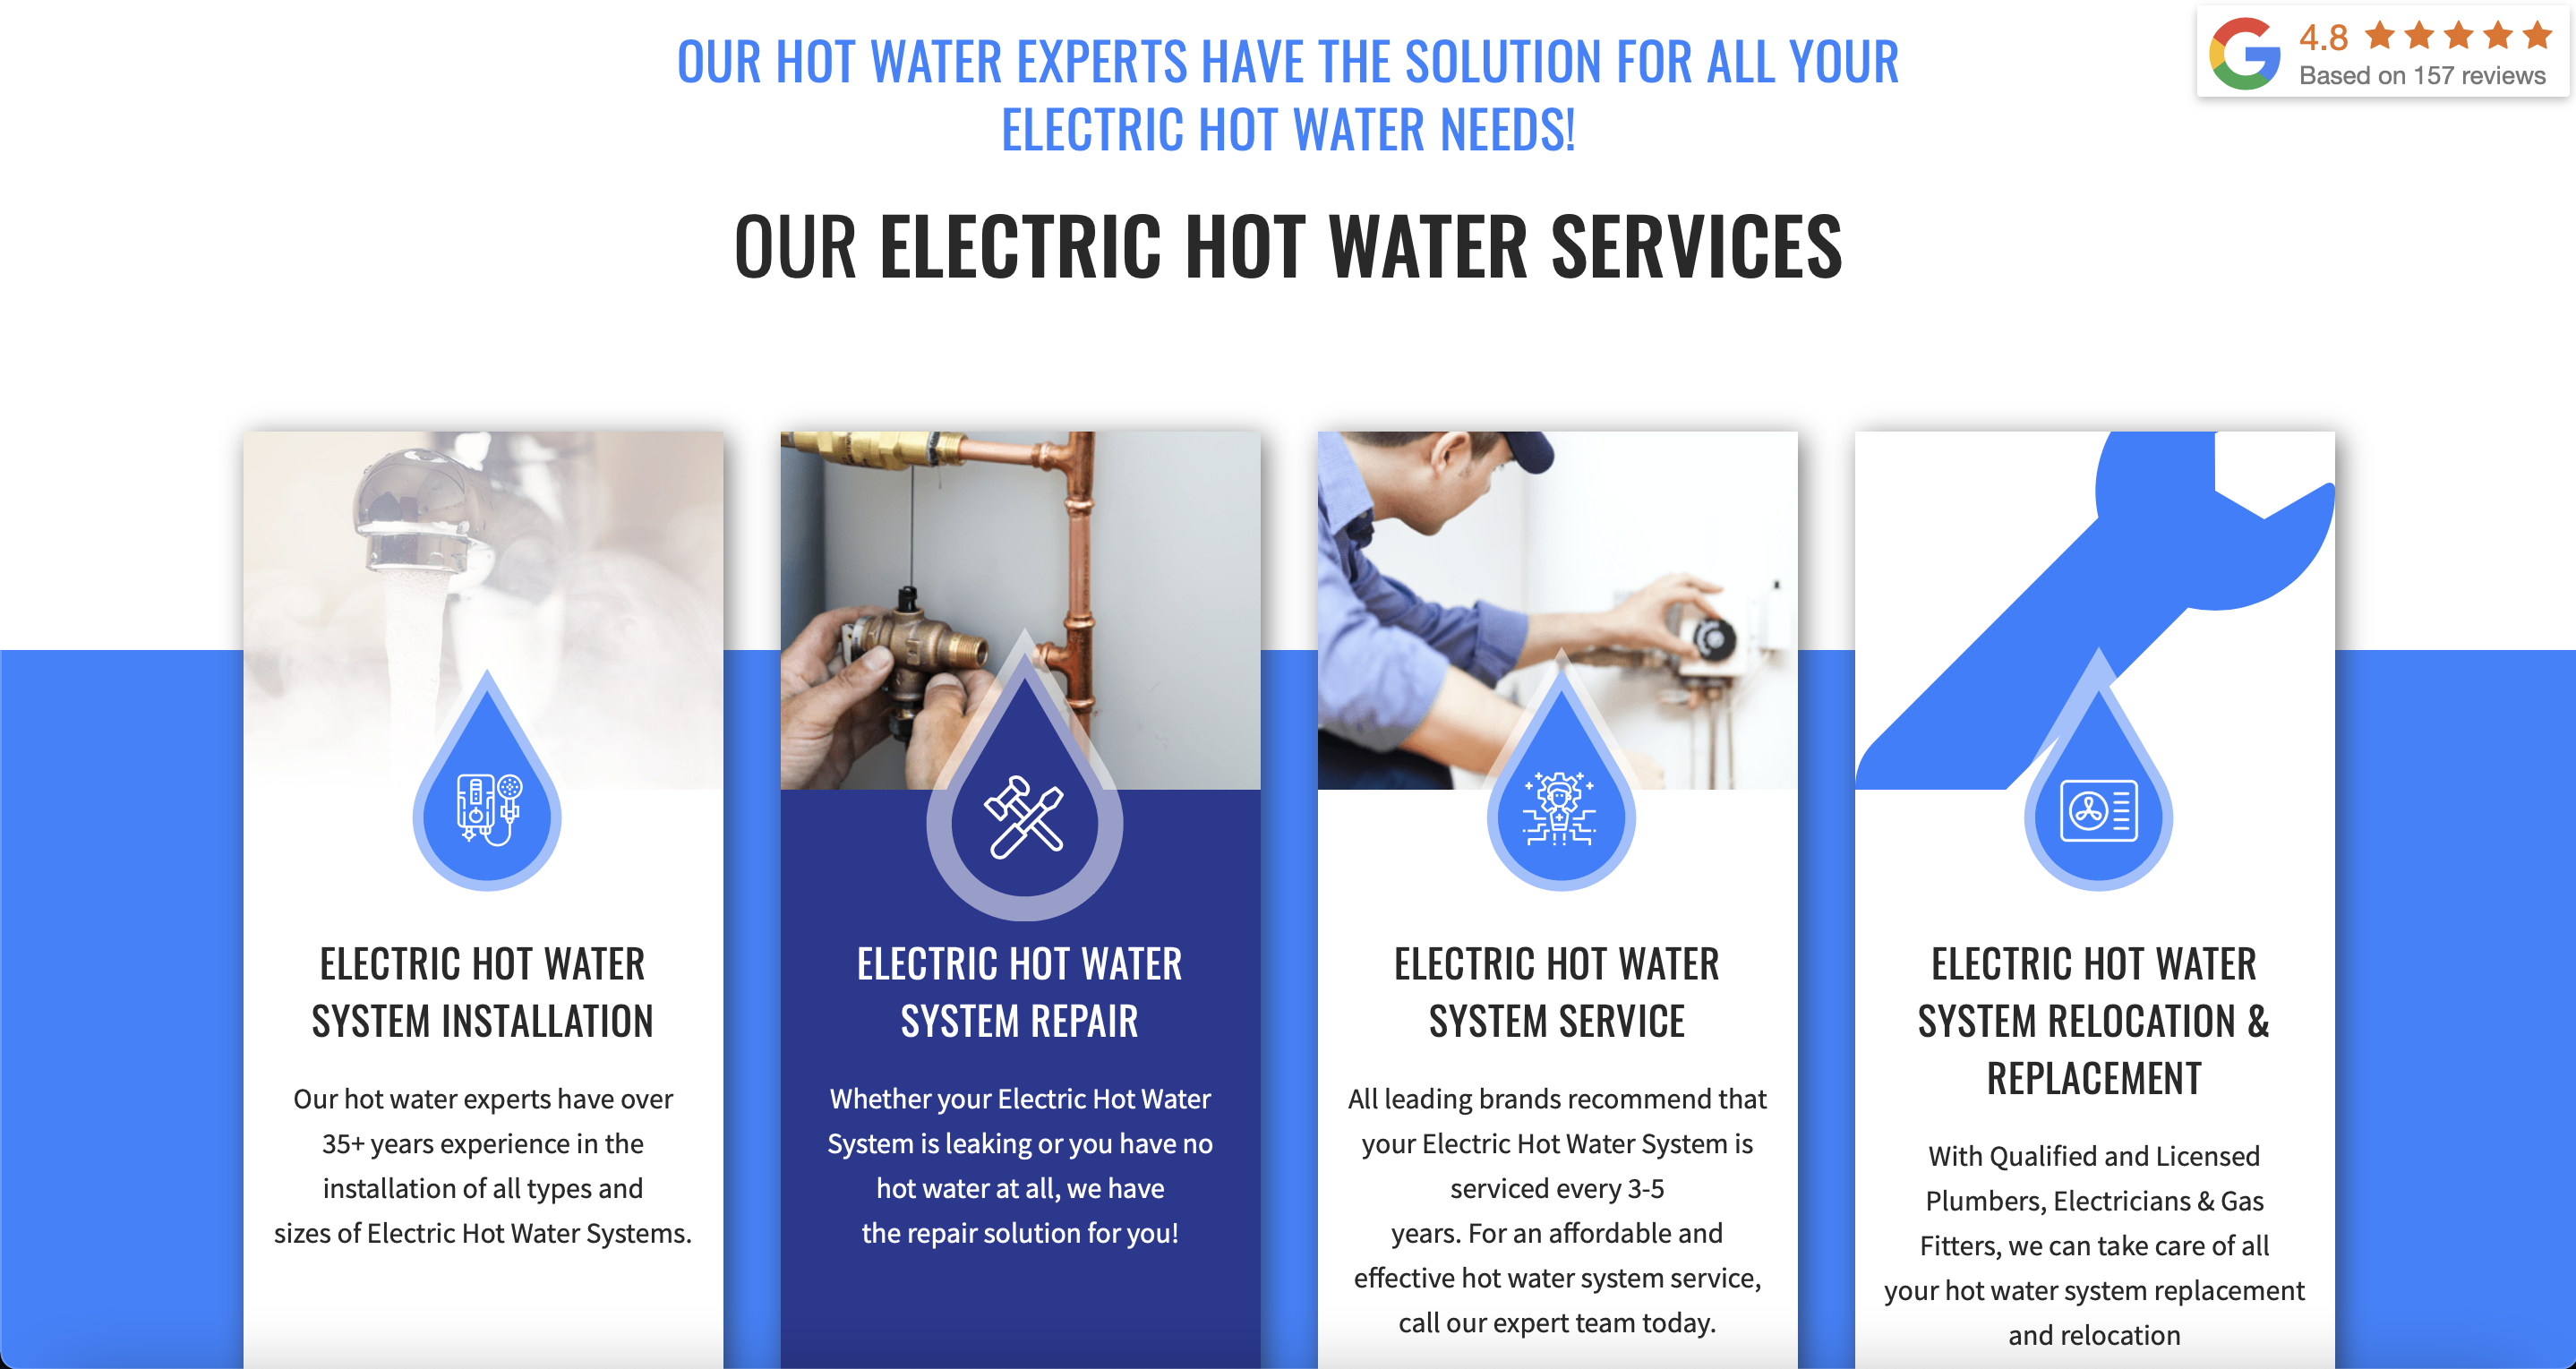 OUR HOT WATER EXPERTS HAVE THE SOLUTION FOR ALL YOUR
ELECTRIC HOT WATER NEEDS!
4.8
Based on 157 reviews
OUR ELECTRIC HOT WATER SERVICES
ELECTRIC HOT WATER
SYSTEM INSTALLATION
Our hot water experts have over
35+ years experience in the
installation of all types and
sizes of Electric Hot Water Systems.
ELECTRIC HOT WATER
SYSTEM REPAIR
Whether your Electric Hot Water
System is leaking or you have no
hot water at all, we have
the repair solution for you!
ELECTRIC HOT WATER
SYSTEM SERVICE
All leading brands recommend that
your Electric Hot Water System is
serviced every 3-5
years. For an affordable and
effective hot water system service,
call our expert team today.
ELECTRIC HOT WATER
SYSTEM RELOCATION &
REPLACEMENT
With Qualified and Licensed
Plumbers, Electricians & Gas
Fitters, we can take care of all
your hot water system replacement
and relocation